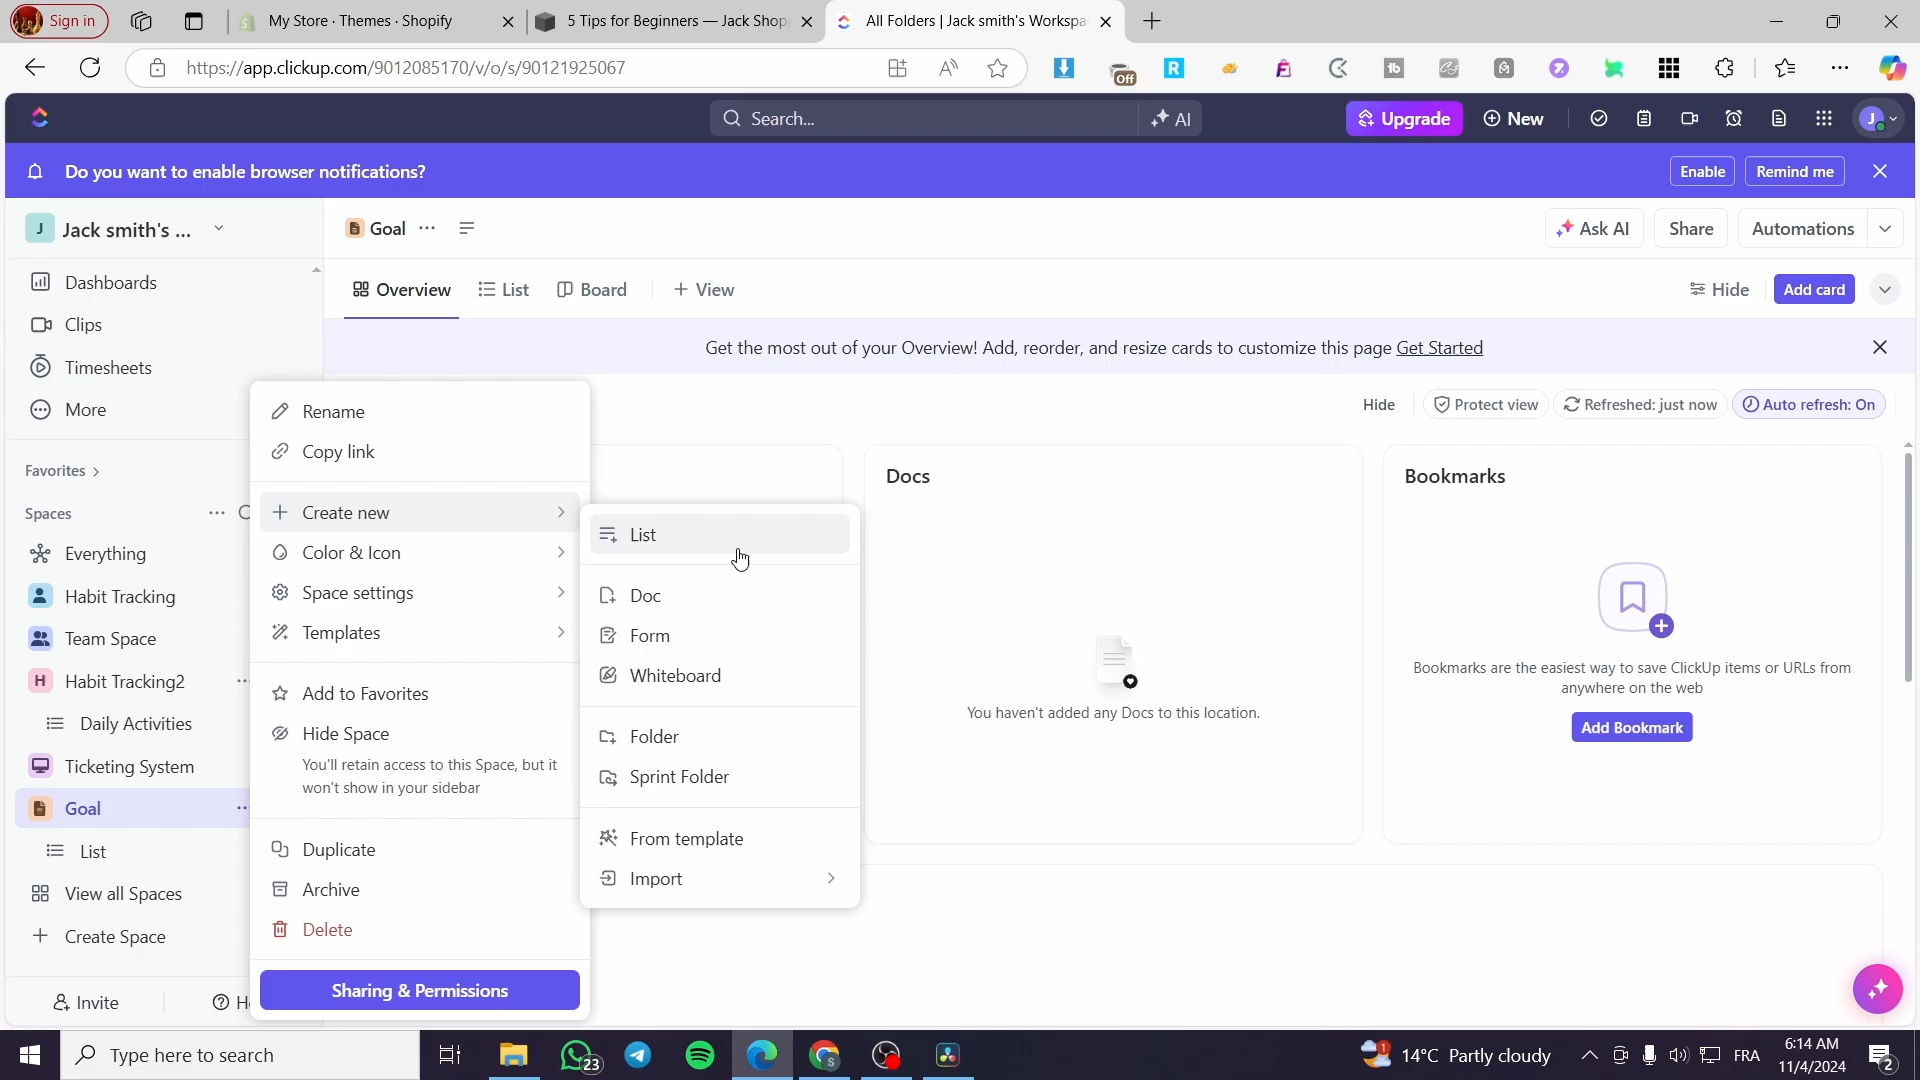 Sign in
My Store · Themes · Shopify
5 Tips for Beginners — Jack Shop
All Folders | Jack smith's Workspa
https://app.clickup.com/9012085170/v/o/s/90121925067
Off
Search...
AI
Upgrade
New
J
Do you want to enable browser notifications?
Enable
Remind me
J
Jack smith's ...
Goal
Ask AI
Share
Automations
Dashboards
Overview
List
Board
+ View
Hide
Add card
Clips
Get the most out of your Overview! Add, reorder, and resize cards to customize this page Get Started
Timesheets
More
Rename
Hide
Protect view
Refreshed: just now
Auto refresh: On
Copy link
Favorites >
Docs
Bookmarks
Spaces
Create new
List
Everything
Color & Icon
Habit Tracking
Space settings
Doc
Team Space
Templates
Form
H
Habit Tracking2
Whiteboard
Bookmarks are the easiest way to save ClickUp items or URLs from
anywhere on the web
Add to Favorites
You haven't added any Docs to this location.
Daily Activities
Hide Space
Folder
Add Bookmark
Ticketing System
You'll retain access to this Space, but it
won't show in your sidebar
Sprint Folder
Goal
From template
List
Duplicate
Import
View all Spaces
Archive
Create Space
Delete
Sharing & Permissions
Invite
Type here to search
23
1
14°C Partly cloudy
FRA
6:14 AM
11/4/2024
2